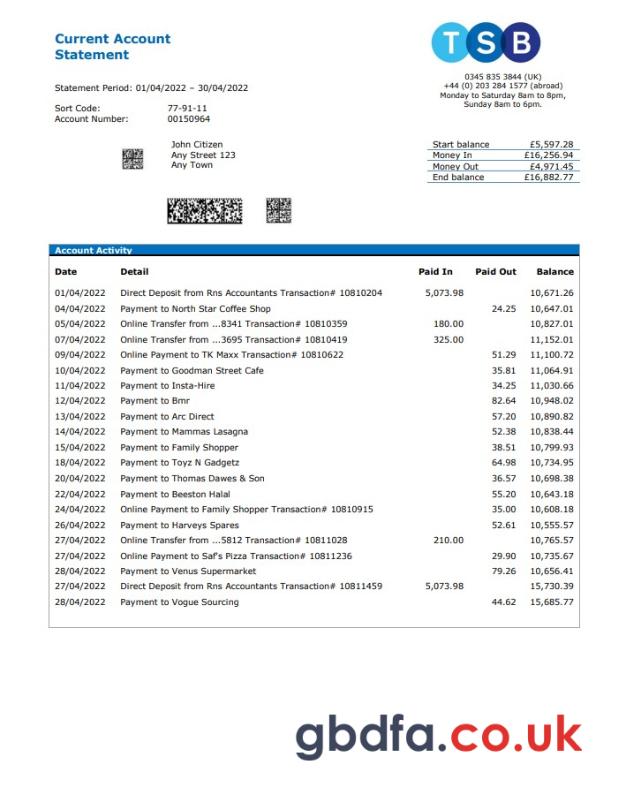 Current Account
Statement
TSB
0345 835 3844 (UK)
+44 (0) 203 284 1577 (abroad)
Monday to Saturday 8am to 8pm,
Sunday 8am to 6pm.
Statement Period: 01/04/2022 – 30/04/2022
Sort Code: 77-91-11
Account Number: 00150964
John Citizen
Any Street 123
Any Town
Start balance £5,597.28
Money In £16,256.94
Money Out £4,971.45
End balance £16,882.77
Account Activity
Date Detail Paid In Paid Out Balance
01/04/2022 Direct Deposit from Rns Accountants Transaction# 10810204 5,073.98 10,671.26
04/04/2022 Payment to North Star Coffee Shop 24.25 10,647.01
05/04/2022 Online Transfer from ...8341 Transaction# 10810359 180.00 10,827.01
07/04/2022 Online Transfer from ...3695 Transaction# 10810419 325.00 11,152.01
09/04/2022 Online Payment to TK Maxx Transaction# 10810622 51.29 11,100.72
10/04/2022 Payment to Goodman Street Cafe 35.81 11,064.91
11/04/2022 Payment to Insta-Hire 34.25 11,030.66
12/04/2022 Payment to Bmr 82.64 10,948.02
13/04/2022 Payment to Arc Direct 57.20 10,890.82
14/04/2022 Payment to Mammas Lasagna 52.38 10,838.44
15/04/2022 Payment to Family Shopper 38.51 10,799.93
18/04/2022 Payment to Toyz N Gadgetz 64.98 10,734.95
20/04/2022 Payment to Thomas Dawes & Son 36.57 10,698.38
22/04/2022 Payment to Beeston Halal 55.20 10,643.18
24/04/2022 Online Payment to Family Shopper Transaction# 10810915 35.00 10,608.18
26/04/2022 Payment to Harveys Spares 52.61 10,555.57
27/04/2022 Online Transfer from ...5812 Transaction# 10811028 210.00 10,765.57
27/04/2022 Online Payment to Saf's Pizza Transaction# 10811236 29.90 10,735.67
28/04/2022 Payment to Venus Supermarket 79.26 10,656.41
27/04/2022 Direct Deposit from Rns Accountants Transaction# 10811459 5,073.98 15,730.39
28/04/2022 Payment to Vogue Sourcing 44.62 15,685.77
gbdfa.co.uk